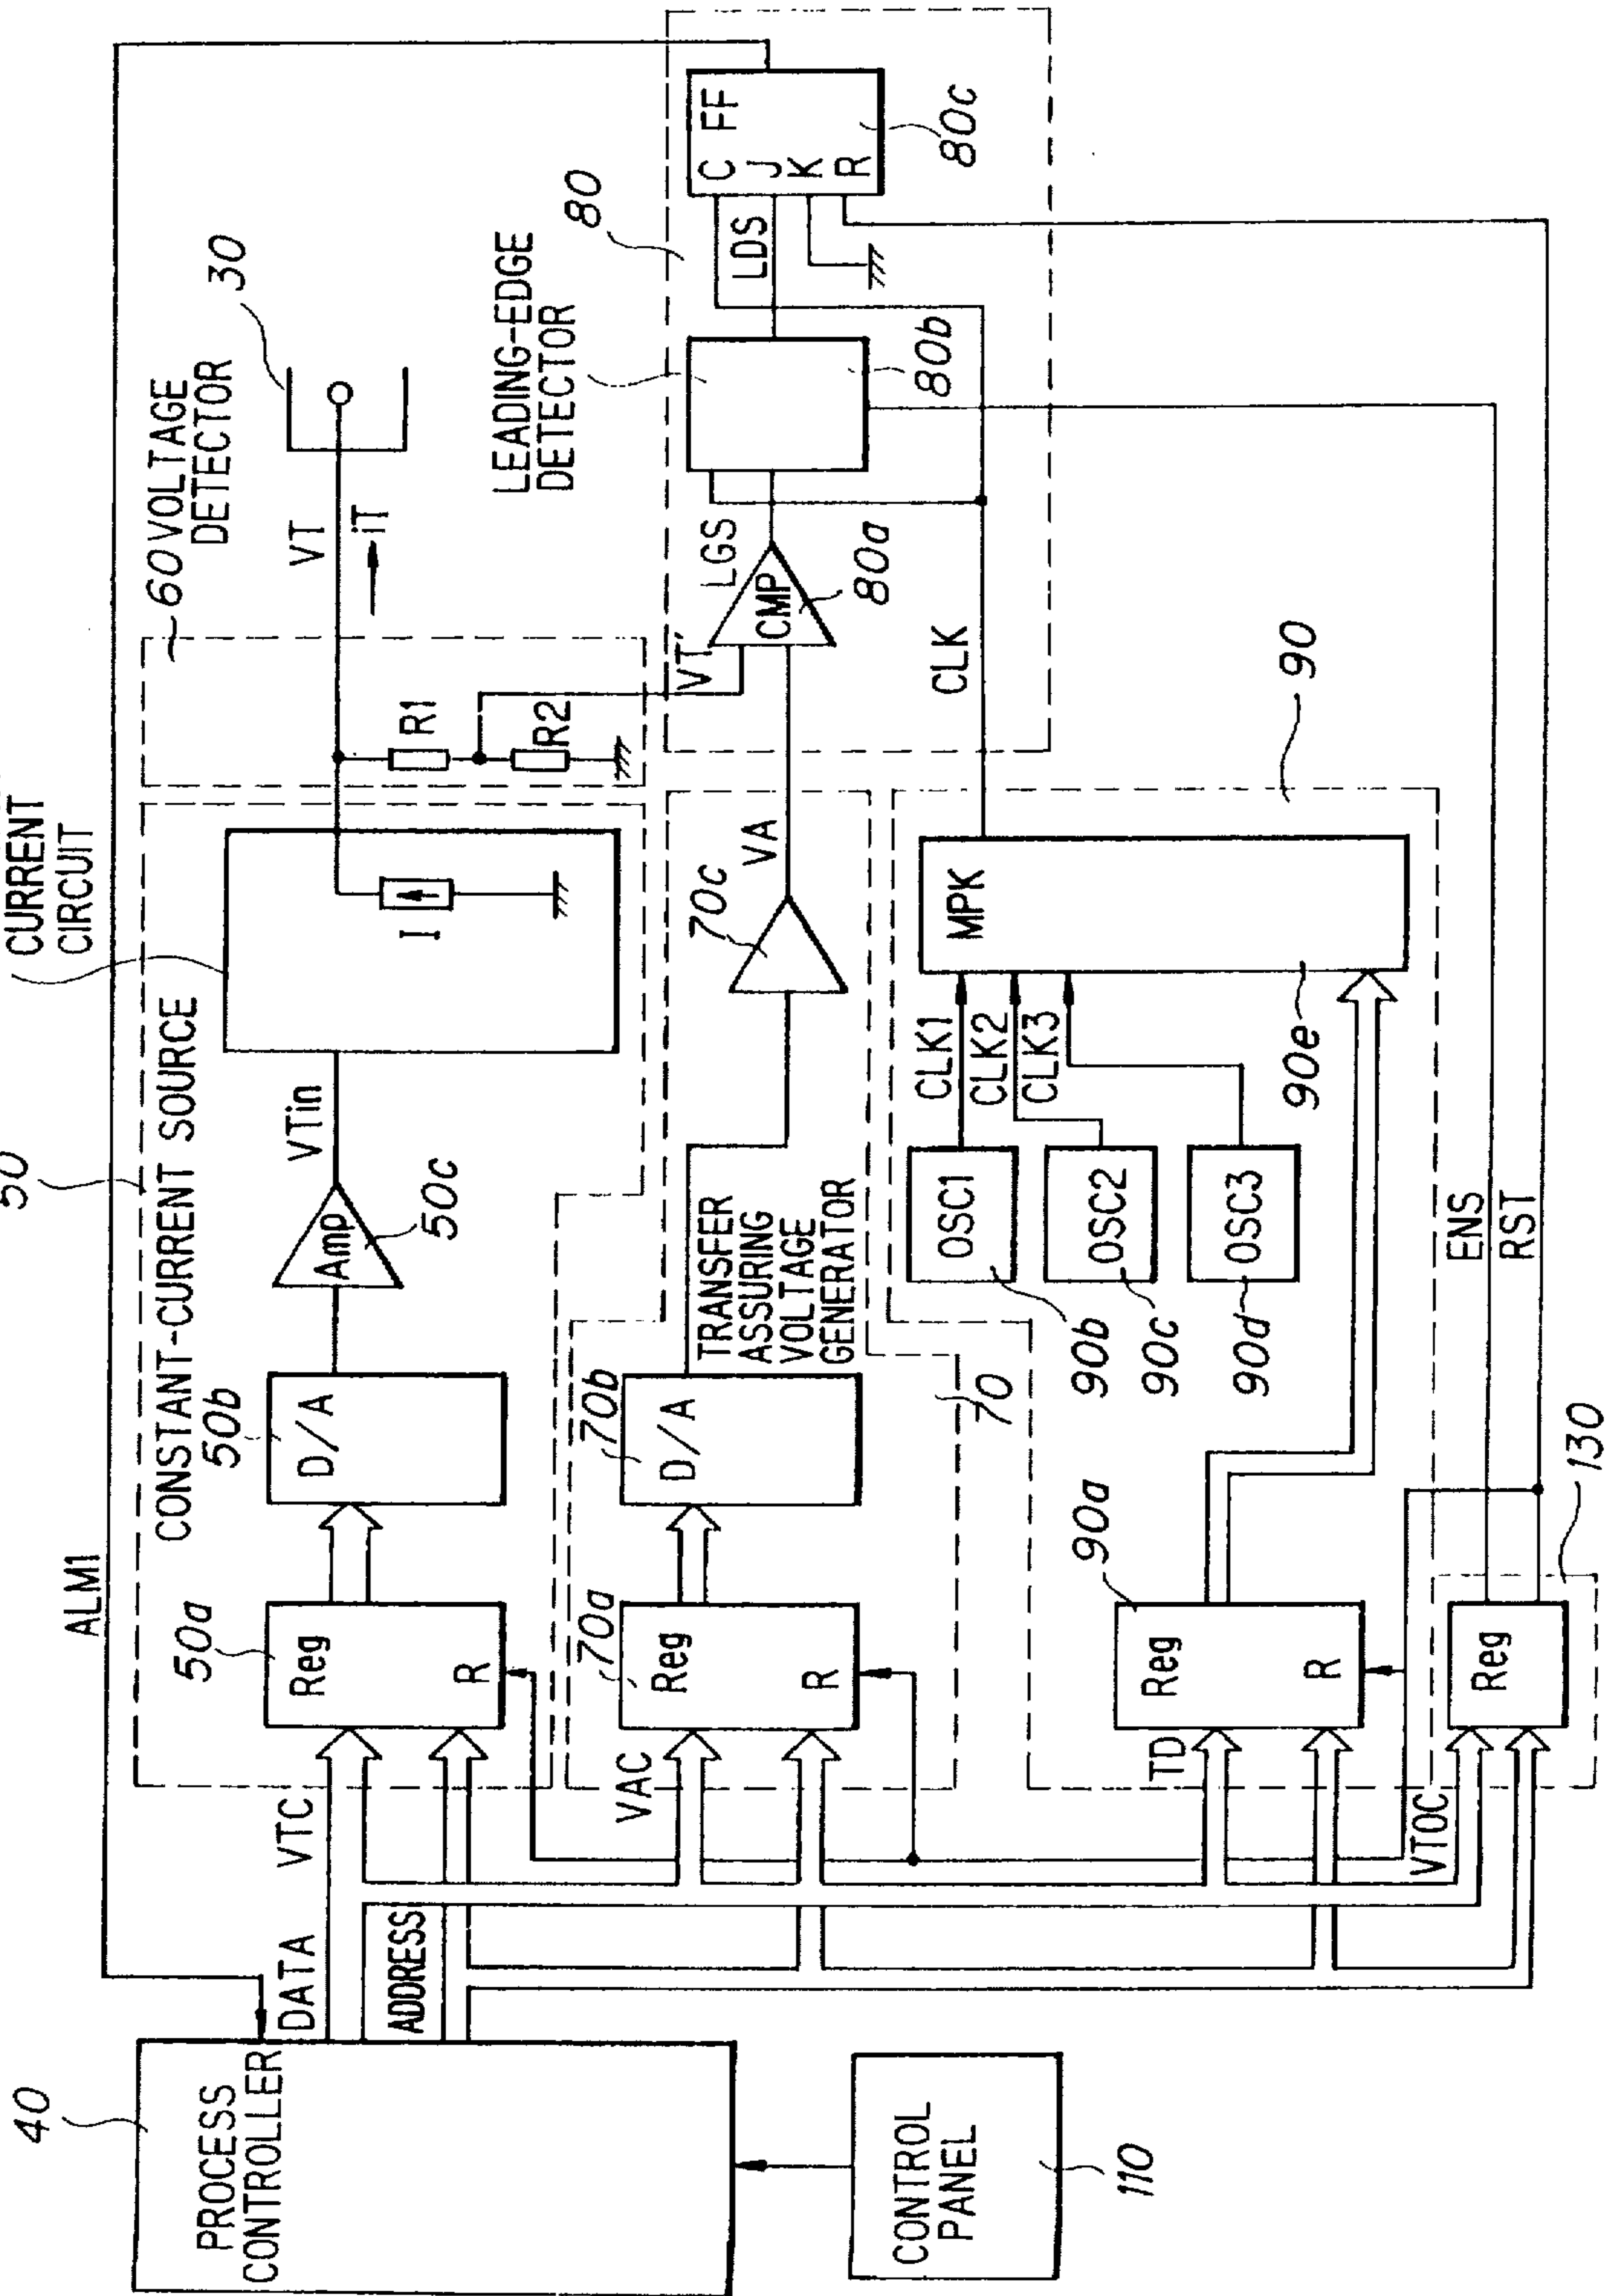 40
PROCESS
CONTROLLER
CONTROL
PANEL
110
ALM1
DATA
ADDRESS
VTC
VAC
TD
VTOC
50
CONSTANT-CURRENT SOURCE
50a
Reg
R
50b
D/A
Amp
50c
VTin
CURRENT
CIRCUIT
I
60 VOLTAGE
DETECTOR
R1
R2
VT
iT
30
70a
Reg
R
70b
D/A
TRANSFER
ASSURING
VOLTAGE
GENERATOR
70
70c
VA
VT'
CMP
80a
LGS
LEADING-EDGE
DETECTOR
80
80b
LDS
C FF
J
K
R
80c
CLK
90
90a
Reg
R
OSC1
OSC2
OSC3
90b
90c
90d
CLK1
CLK2
CLK3
MPK
90e
Reg
130
ENS
RST